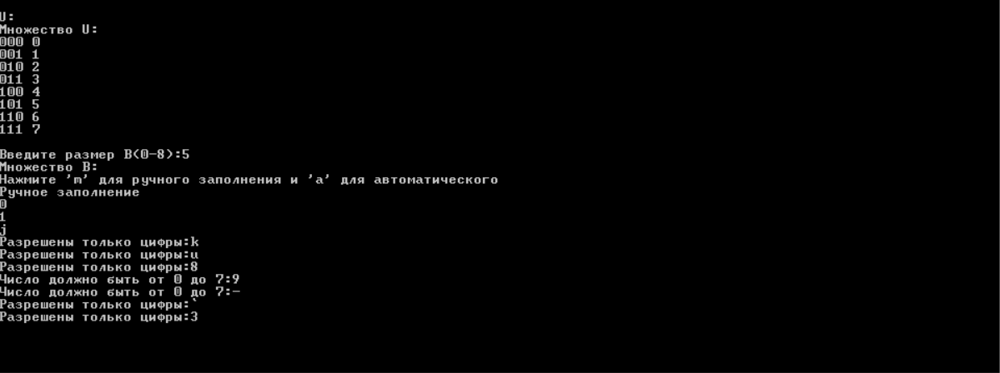 U:
Множество U:
000 0
001 1
010 2
011 3
100 4
101 5
110 6
111 7
Введите размер B(0-8):5
Множество B:
Нажмите 'm' для ручного заполнения и 'a' для автоматического
Ручное заполнение
0
1
j
Разрешены только цифры:k
Разрешены только цифры:u
Разрешены только цифры:8
Число должно быть от 0 до 7:9
Число должно быть от 0 до 7:-
Разрешены только цифры:`
Разрешены только цифры:3